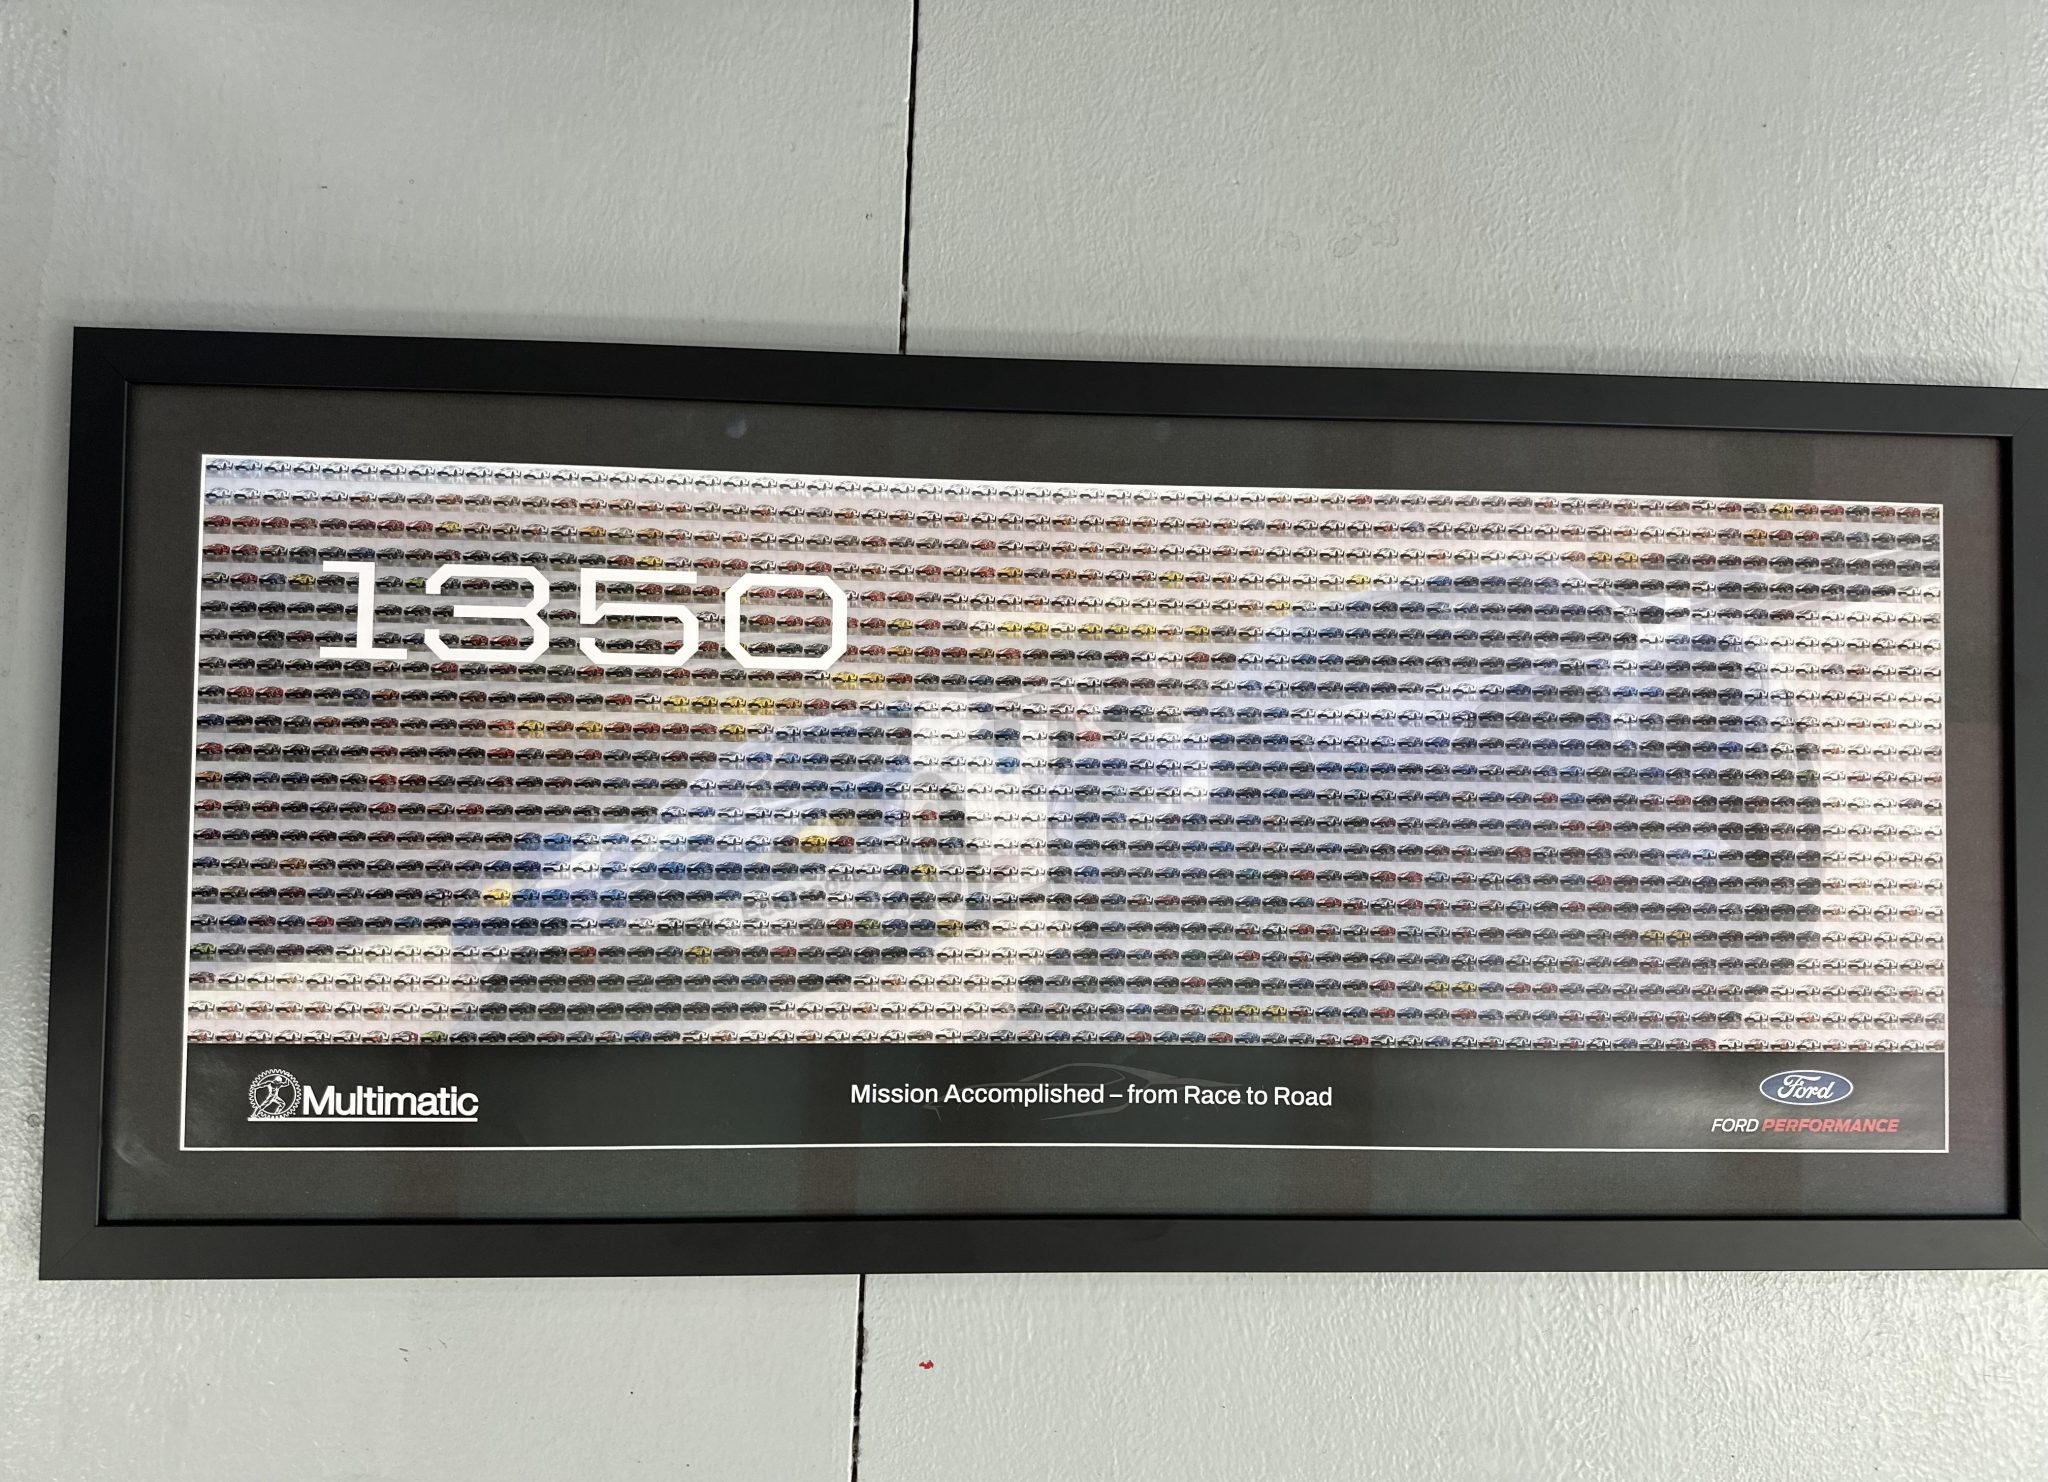 1350
Multimatic
Mission Accomplished – from Race to Road
Ford
FORD PERFORMANCE